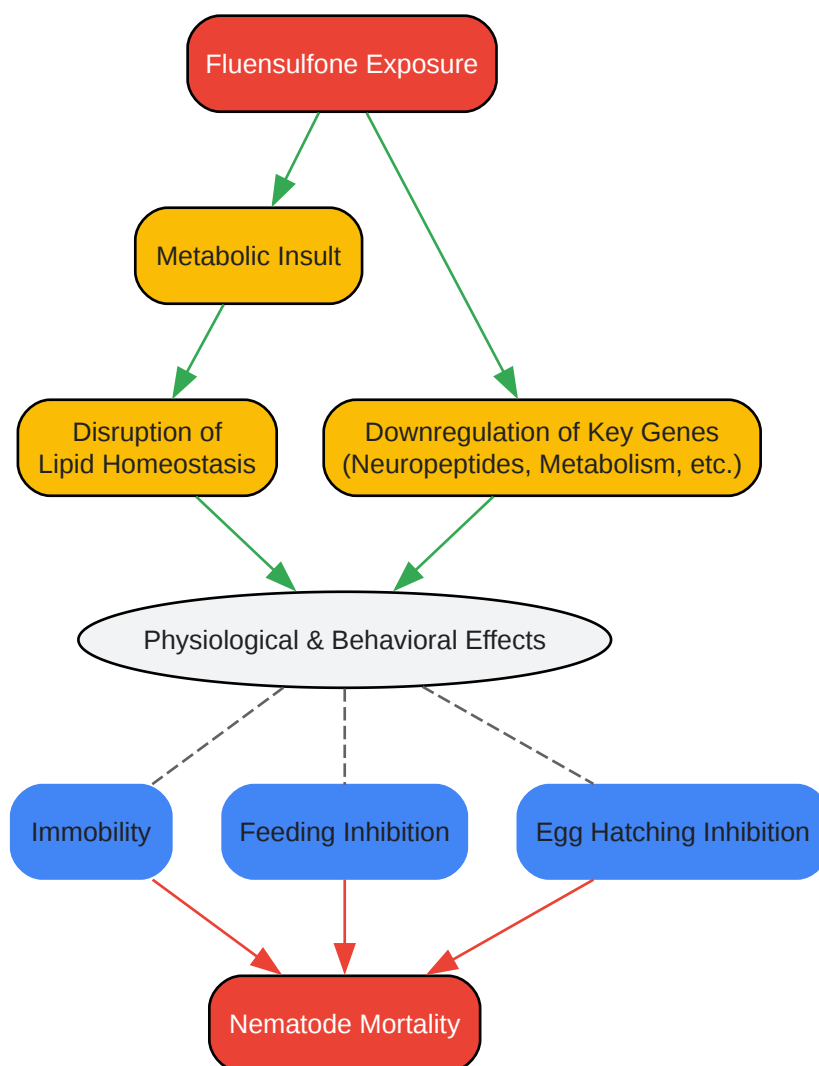 Fluensulfone Exposure
Metabolic Insult
Disruption of
Lipid Homeostasis
Downregulation of Key Genes
(Neuropeptides, Metabolism, etc.)
Physiological & Behavioral Effects
Immobility
Feeding Inhibition
Egg Hatching Inhibition
Nematode Mortality